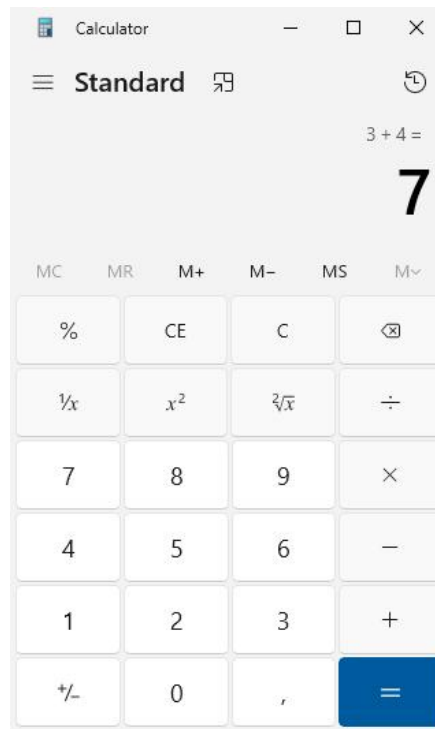 Calculator
Standard
3 + 4 =
7
MC MR M+ M− MS M
% CE C
¹/x x² ²√x ÷
7 8 9 ×
4 5 6 −
1 2 3 +
+/− 0 , =